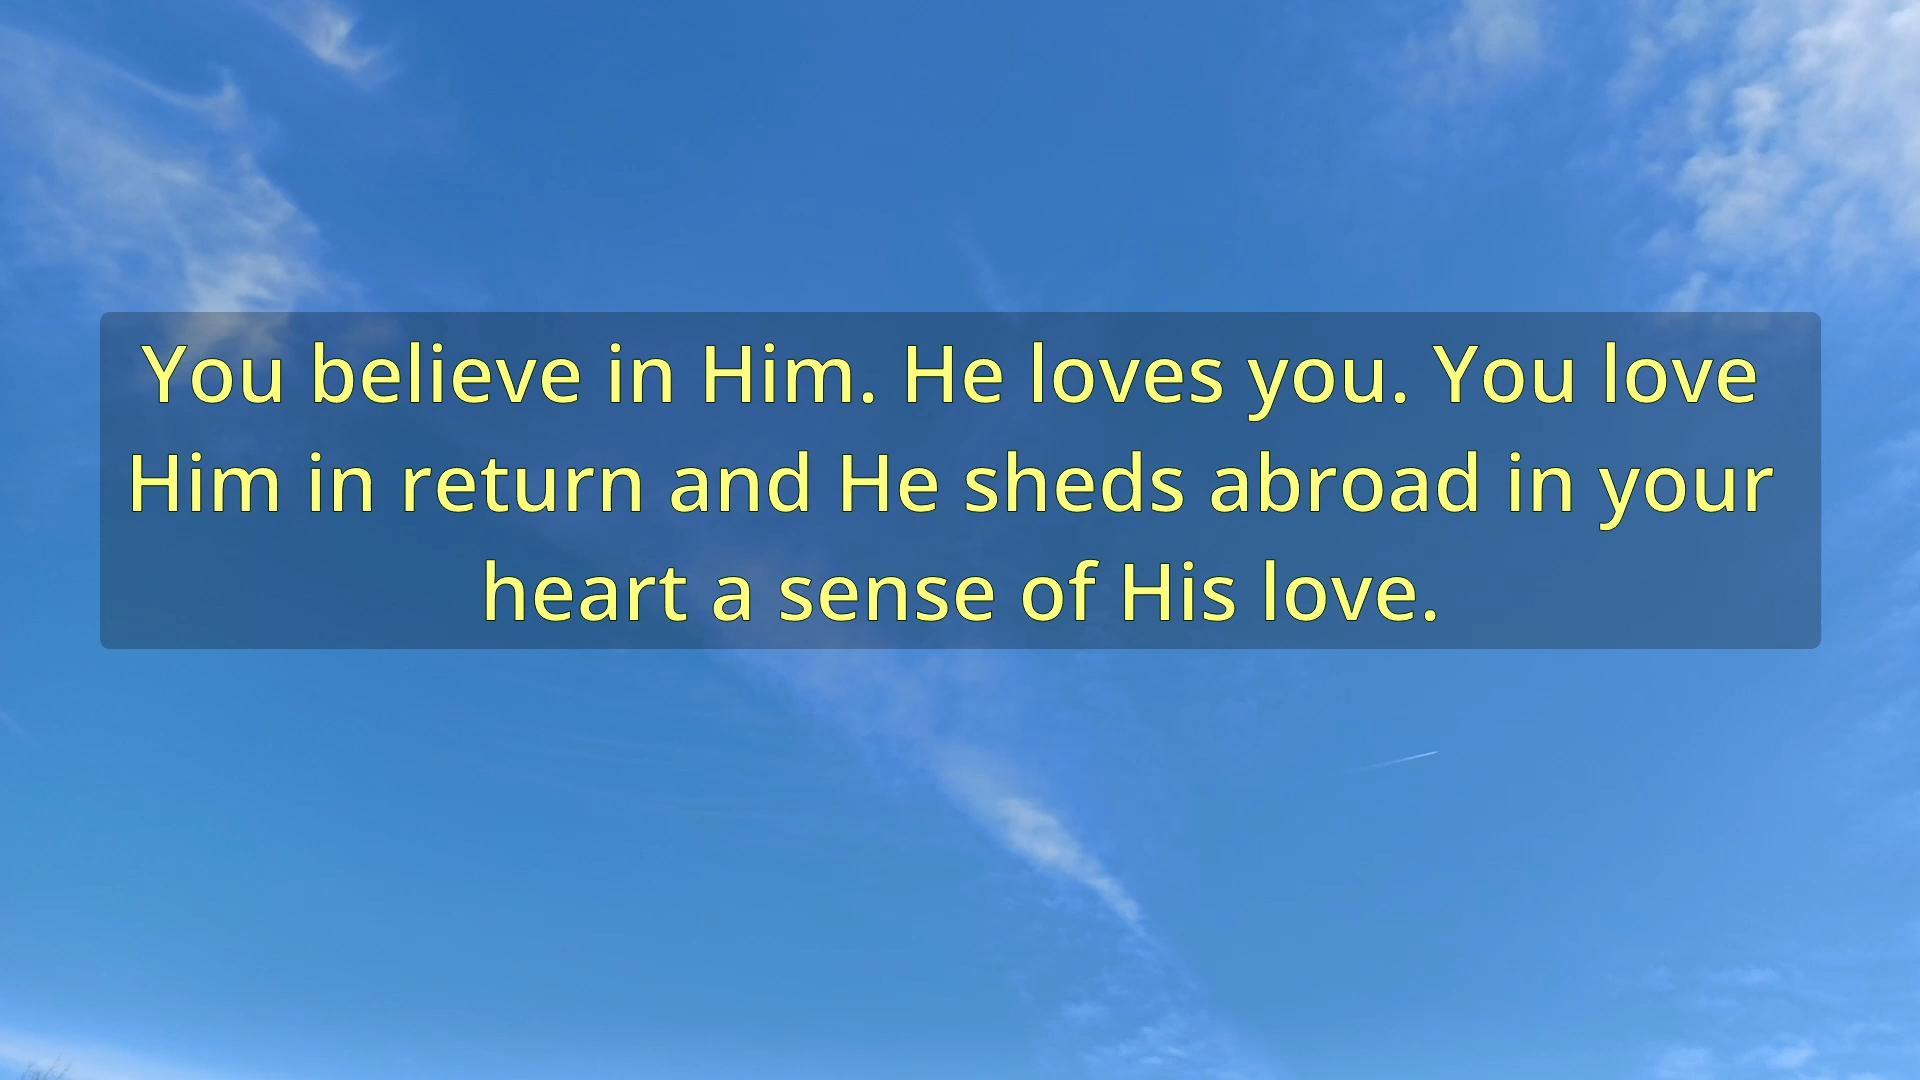 You believe in Him. He loves you. You love
Him in return and He sheds abroad in your
heart a sense of His love.